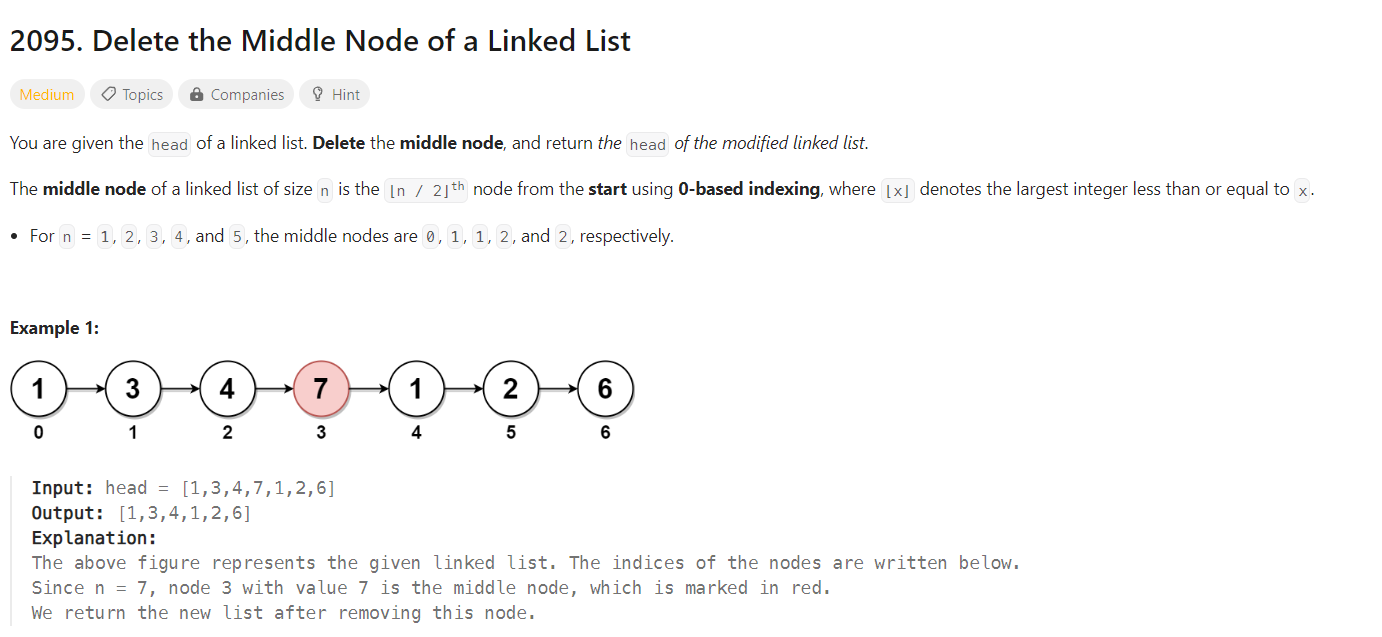 2095. Delete the Middle Node of a Linked List
Medium Topics Companies Hint
You are given the head of a linked list. Delete the middle node, and return the head of the modified linked list.
The middle node of a linked list of size n is the ⌊n / 2⌋th node from the start using 0-based indexing, where ⌊x⌋ denotes the largest integer less than or equal to x.
• For n = 1, 2, 3, 4, and 5, the middle nodes are 0, 1, 1, 2, and 2, respectively.
Example 1:
1 3 4 7 1 2 6
0 1 2 3 4 5 6
Input: head = [1,3,4,7,1,2,6]
Output: [1,3,4,1,2,6]
Explanation:
The above figure represents the given linked list. The indices of the nodes are written below.
Since n = 7, node 3 with value 7 is the middle node, which is marked in red.
We return the new list after removing this node.